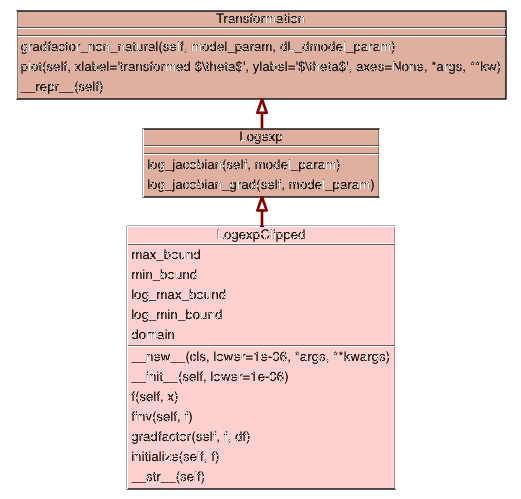 Transformation
gradfactor_non_natural(self, model_param, dL_dmodel_param)
plot(self, xlabel='transformed $\theta$', ylabel='$\theta$', axes=None, *args, **kw)
__repr__(self)
Logexp
log_jacobian(self, model_param)
log_jacobian_grad(self, model_param)
LogexpClipped
max_bound
min_bound
log_max_bound
log_min_bound
domain
__new__(cls, lower=1e-06, *args, **kwargs)
__init__(self, lower=1e-06)
f(self, x)
finv(self, f)
gradfactor(self, f, df)
initialize(self, f)
__str__(self)